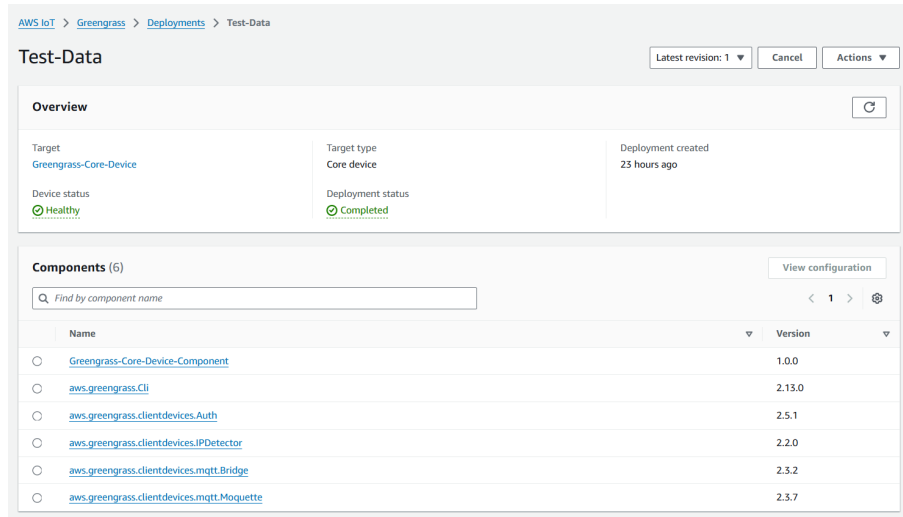 AWS IoT > Greengrass > Deployments > Test-Data
Test-Data
Latest revision: 1 ▼ Cancel Actions ▼
Overview
Target Target type Deployment created
Greengrass-Core-Device Core device 23 hours ago
Device status Deployment status
Healthy Completed
Components (6) View configuration
Find by component name < 1 >
Name Version
Greengrass-Core-Device-Component 1.0.0
aws.greengrass.Cli 2.13.0
aws.greengrass.clientdevices.Auth 2.5.1
aws.greengrass.clientdevices.IPDetector 2.2.0
aws.greengrass.clientdevices.mqtt.Bridge 2.3.2
aws.greengrass.clientdevices.mqtt.Moquette 2.3.7